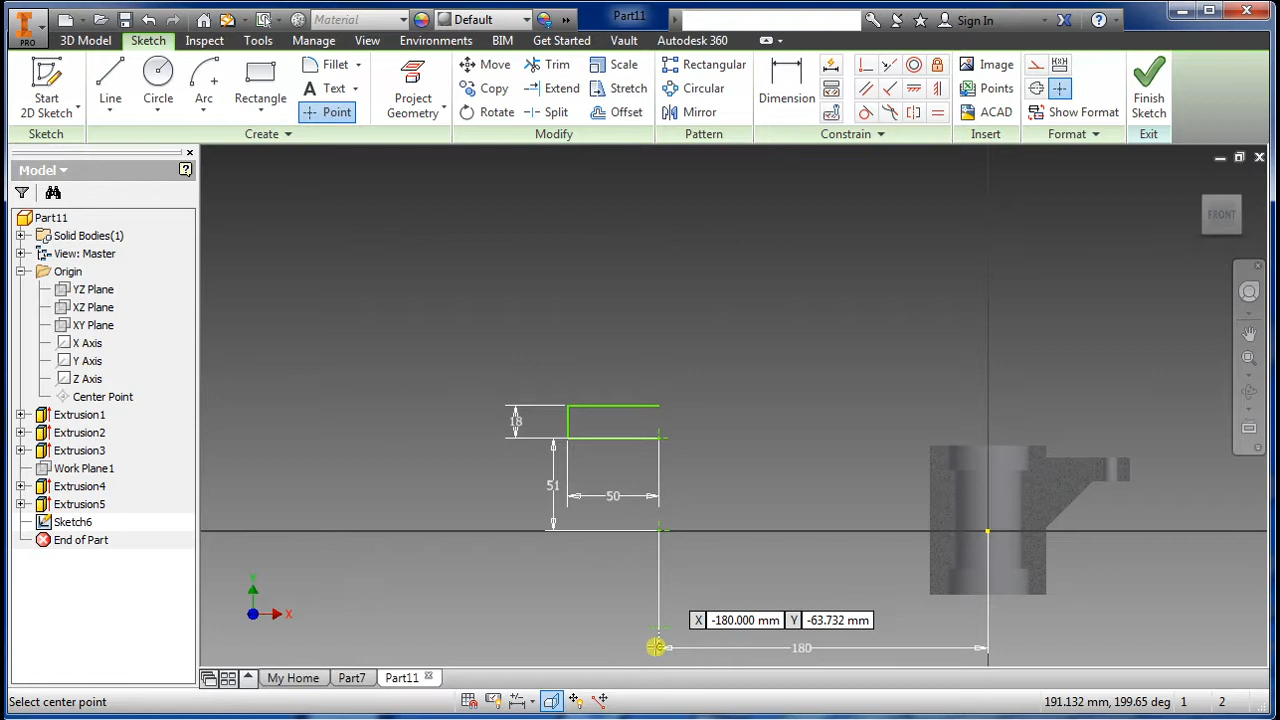 Material
Default
Part11
Sign In
PRO
3D Model
Sketch
Inspect
Tools
Manage
View
Environments
BIM
Get Started
Vault
Autodesk 360
Start
2D Sketch
Line
Circle
Arc
Rectangle
Fillet
Text
Point
Project
Geometry
Move
Copy
Rotate
Trim
Extend
Split
Scale
Stretch
Offset
Rectangular
Circular
Mirror
Dimension
Image
Points
ACAD
Show Format
Finish
Sketch
Sketch
Create
Modify
Pattern
Constrain
Insert
Format
Exit
Model
Part11
Solid Bodies(1)
View: Master
Origin
YZ Plane
XZ Plane
XY Plane
X Axis
Y Axis
Z Axis
Center Point
Extrusion1
Extrusion2
Extrusion3
Work Plane1
Extrusion4
Extrusion5
Sketch6
End of Part
FRONT
18
51
50
X -180.000 mm Y -63.732 mm
180
Y
X
My Home
Part7
Part11
Select center point
191.132 mm, 199.65 deg 1 2